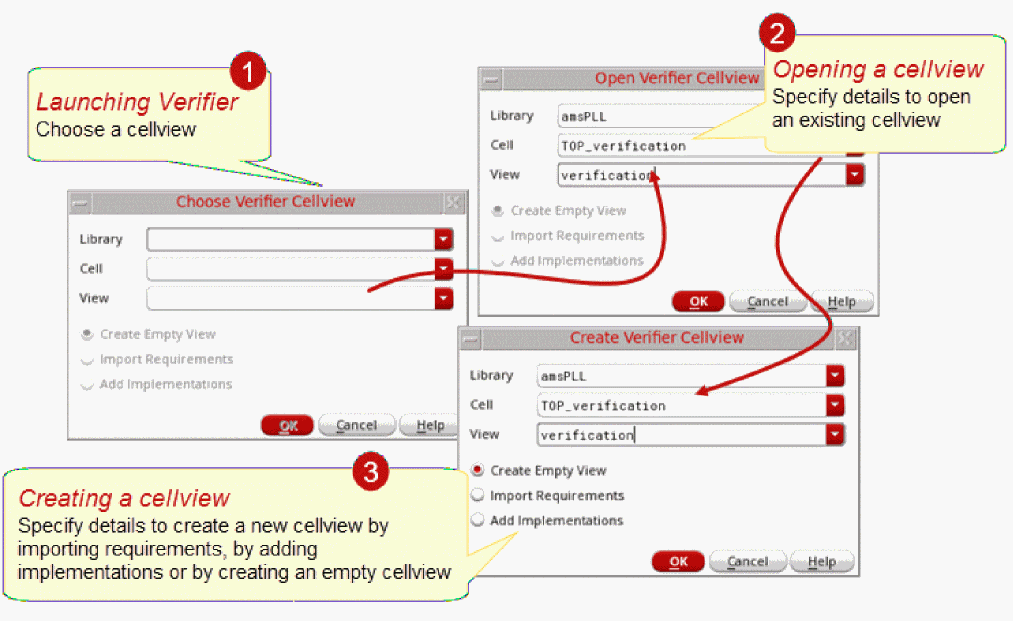 1
Launching Verifier
Choose a cellview
Choose Verifier Cellview
Library
Cell
View
Create Empty View
Import Requirements
Add Implementations
OK
Cancel
Help
2
Opening a cellview
Specify details to open
an existing cellview
Open Verifier Cellview
Library amsPLL
Cell TOP_verification
View verification
Create Empty View
Import Requirements
Add Implementations
OK
Cancel
Help
3
Creating a cellview
Specify details to create a new cellview by
importing requirements, by adding
implementations or by creating an empty cellview
Create Verifier Cellview
Library amsPLL
Cell TOP_verification
View verification
Create Empty View
Import Requirements
Add Implementations
OK
Cancel
Help